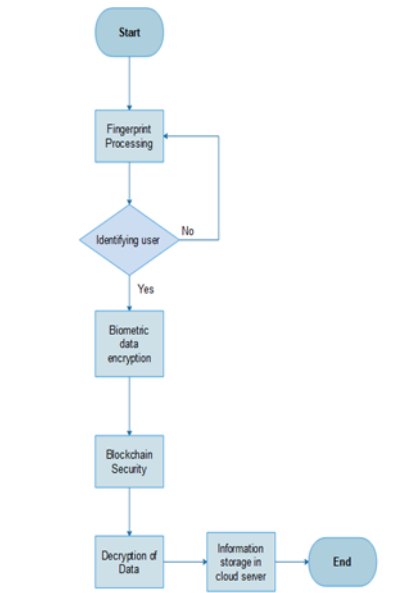 Start
Fingerprint
Processing
Identifying user
No
Yes
Biometric
data
encryption
Blockchain
Security
Decryption of
Data
Information
storage in
cloud server
End